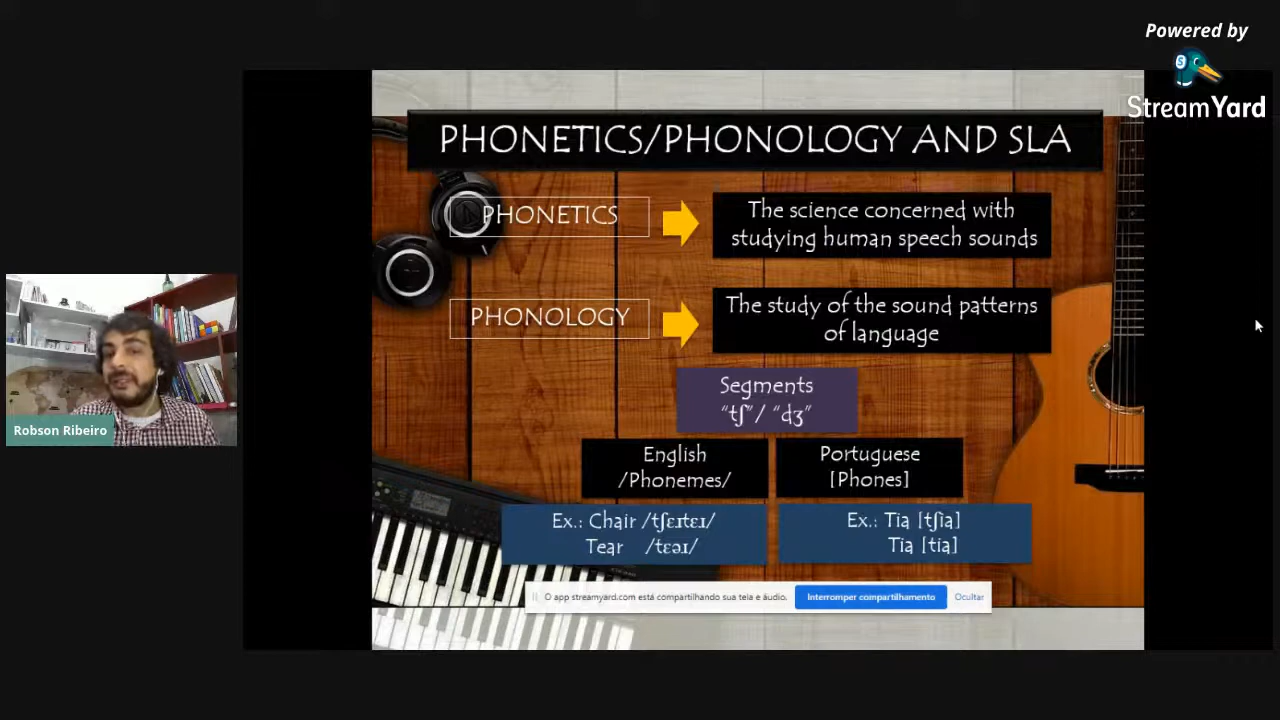 Powered by
StreamYard
PHONETICS/PHONOLOGY AND SLA
PHONETICS
The science concerned with
studying human speech sounds
PHONOLOGY
The study of the sound patterns
of language
Segments
“tʃ”/ “dʒ”
English
/Phonemes/
Portuguese
[Phones]
Ex.: Chair /tʃɛɪtɛɪ/
Tear /tɛəɪ/
Ex.: Tia [tʃia]
Tia [tia]
Robson Ribeiro
O app streamyard.com está compartilhando sua tela e áudio.
Interromper compartilhamento
Ocultar